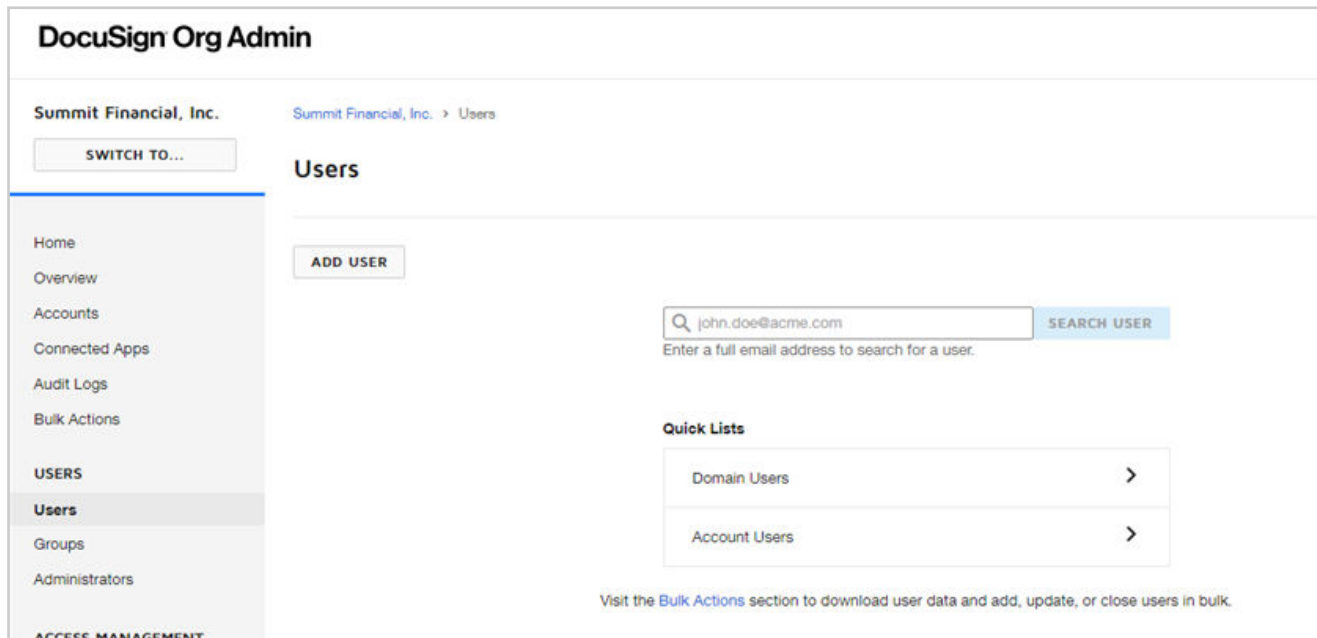 DocuSign Org Admin
Summit Financial, Inc.
SWITCH TO...
Home
Overview
Accounts
Connected Apps
Audit Logs
Bulk Actions
USERS
Users
Groups
Administrators
ACCESS MANAGEMENT
Summit Financial, Inc. > Users
Users
ADD USER
john.doe@acme.com
SEARCH USER
Enter a full email address to search for a user.
Quick Lists
Domain Users
Account Users
Visit the Bulk Actions section to download user data and add, update, or close users in bulk.